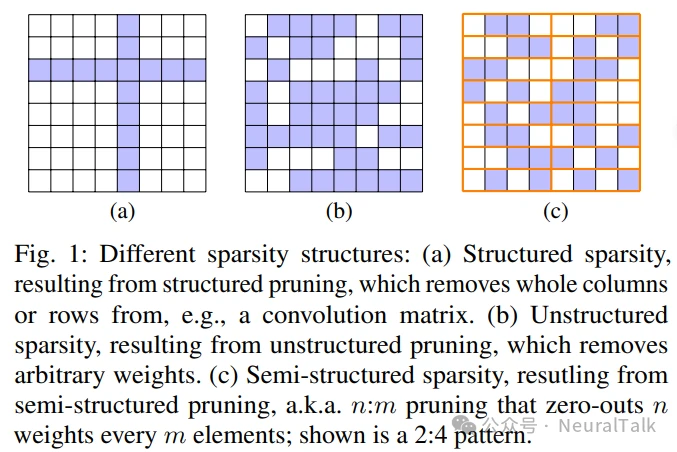 (a) (b) (c)
Fig. 1: Different sparsity structures: (a) Structured sparsity,
resulting from structured pruning, which removes whole columns
or rows from, e.g., a convolution matrix. (b) Unstructured
sparsity, resulting from unstructured pruning, which removes
arbitrary weights. (c) Semi-structured sparsity, resutling from
semi-structured pruning, a.k.a. n:m pruning that zero-outs n
weights every m elements; shown is a 2:4 pattern.
公众号 · NeuralTalk